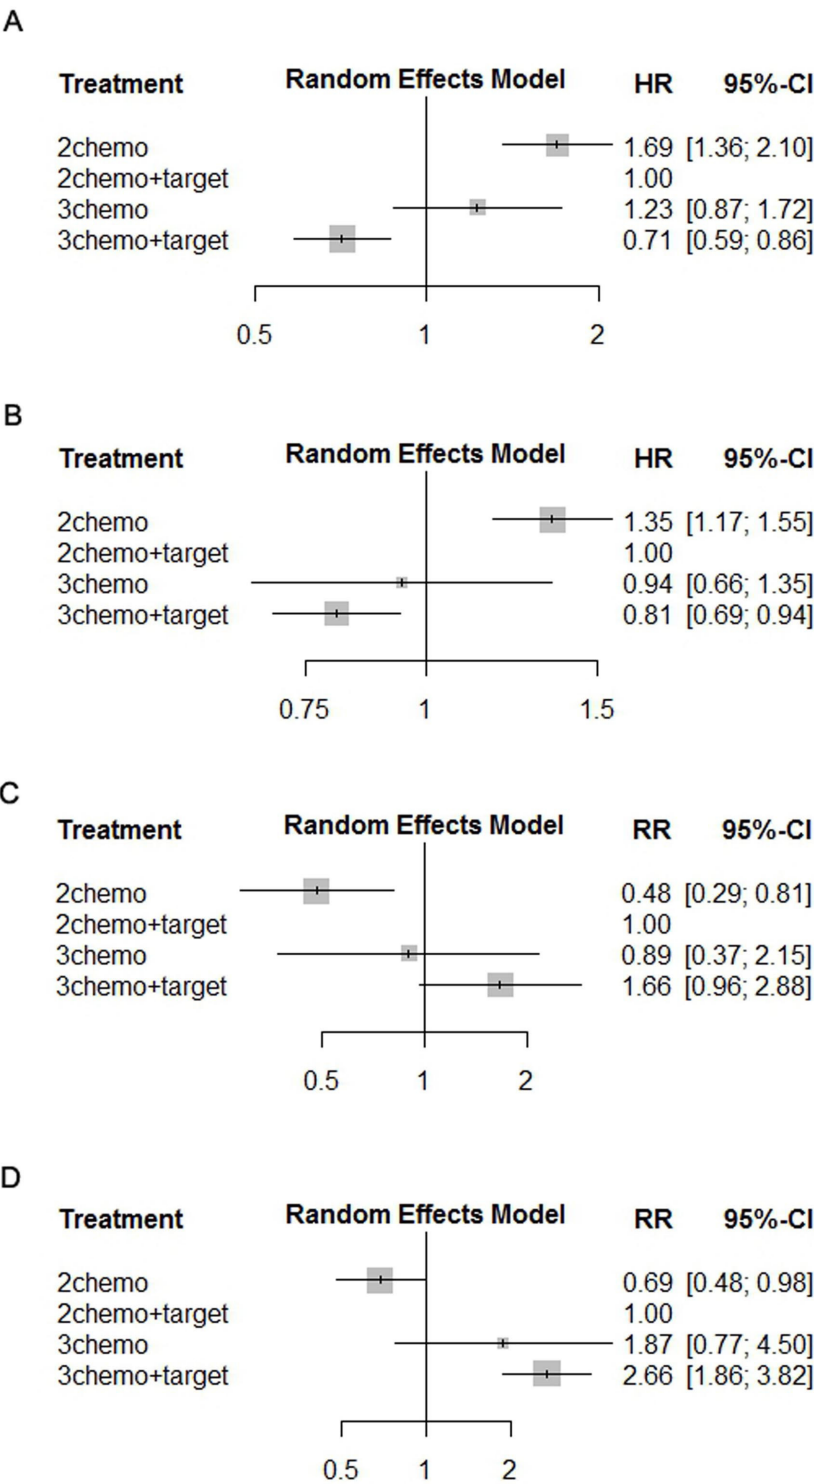 A
Treatment Random Effects Model HR 95%-CI
2chemo 1.69 [1.36; 2.10]
2chemo+target 1.00
3chemo 1.23 [0.87; 1.72]
3chemo+target 0.71 [0.59; 0.86]
0.5 1 2
B
Treatment Random Effects Model HR 95%-CI
2chemo 1.35 [1.17; 1.55]
2chemo+target 1.00
3chemo 0.94 [0.66; 1.35]
3chemo+target 0.81 [0.69; 0.94]
0.75 1 1.5
C
Treatment Random Effects Model RR 95%-CI
2chemo 0.48 [0.29; 0.81]
2chemo+target 1.00
3chemo 0.89 [0.37; 2.15]
3chemo+target 1.66 [0.96; 2.88]
0.5 1 2
D
Treatment Random Effects Model RR 95%-CI
2chemo 0.69 [0.48; 0.98]
2chemo+target 1.00
3chemo 1.87 [0.77; 4.50]
3chemo+target 2.66 [1.86; 3.82]
0.5 1 2